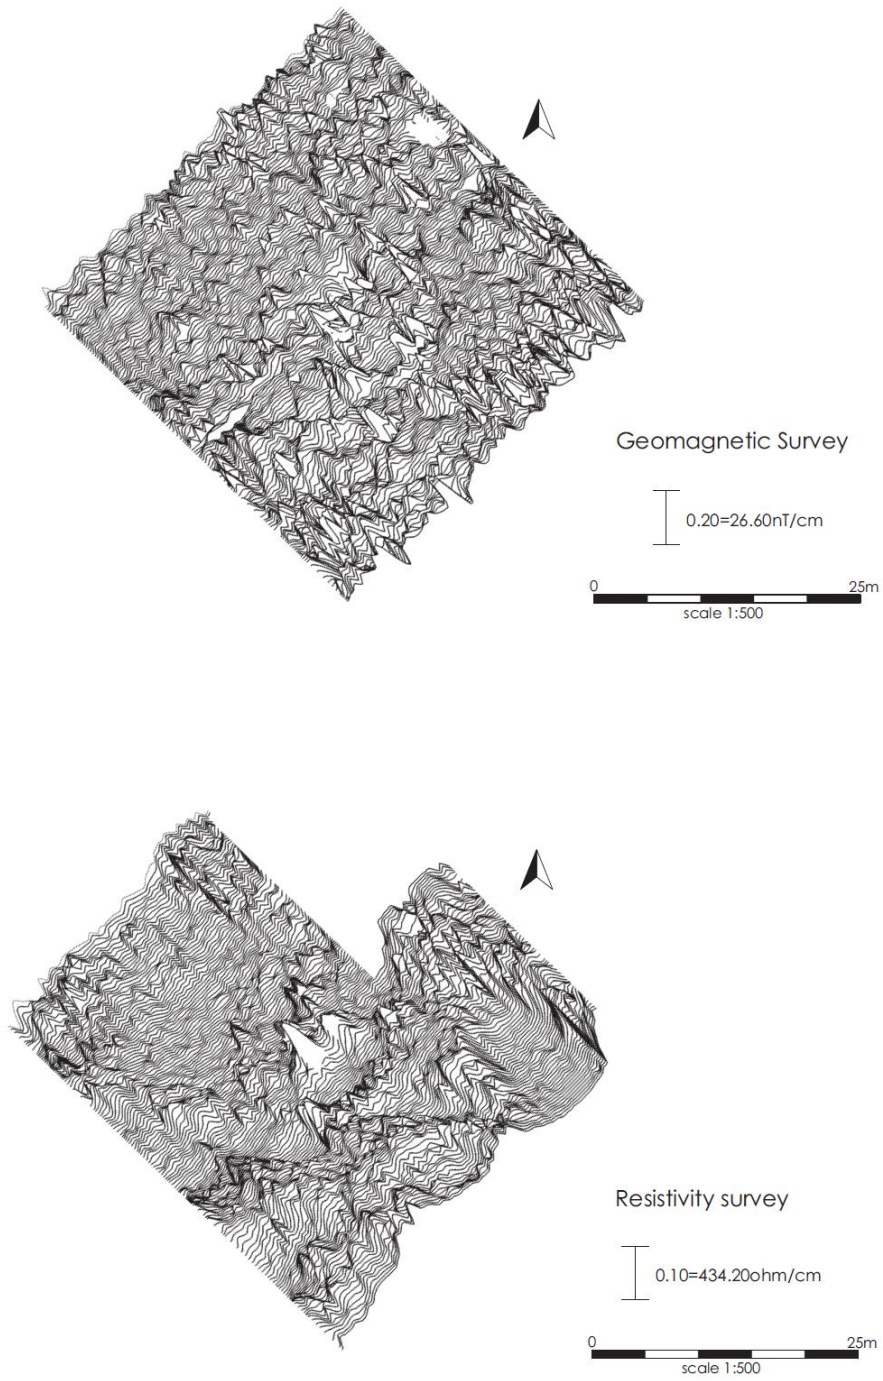 Geomagnetic Survey
0.20=26.60nT/cm
0 25m
scale 1:500
Resistivity survey
0.10=434.20ohm/cm
0 25m
scale 1:500